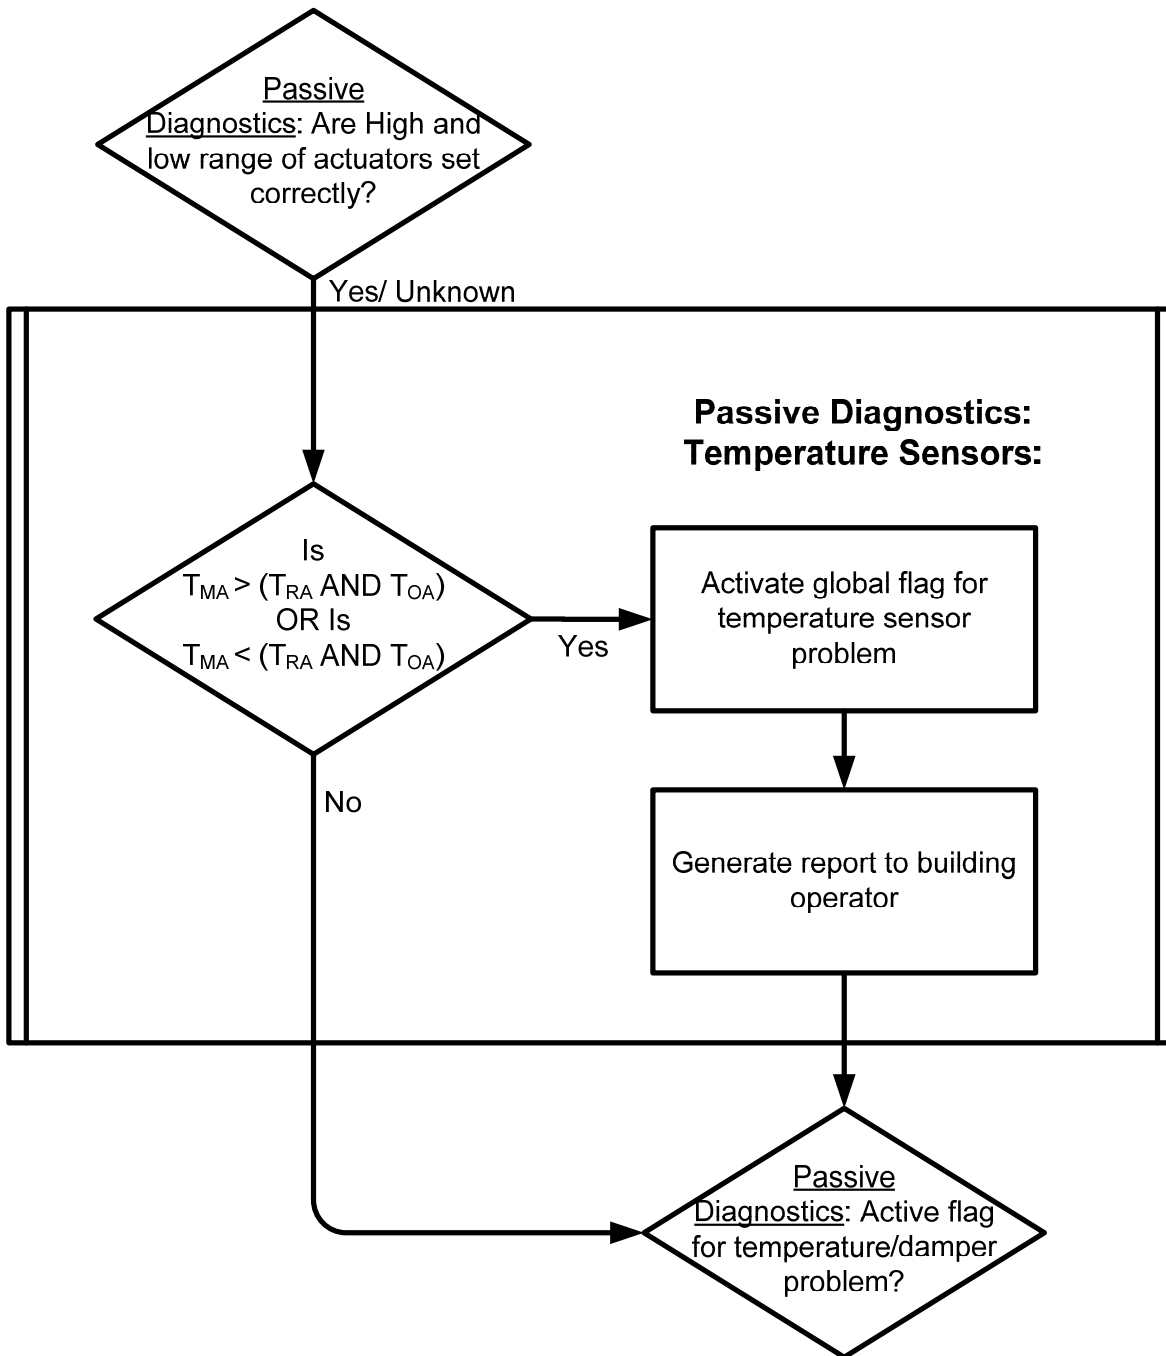 Passive
Diagnostics: Are High and
low range of actuators set
correctly?
Yes/ Unknown
Passive Diagnostics:
Temperature Sensors:
Is
TMA > (TRA AND TOA)
OR Is
TMA < (TRA AND TOA)
Yes
Activate global flag for
temperature sensor
problem
No
Generate report to building
operator
Passive
Diagnostics: Active flag
for temperature/damper
problem?